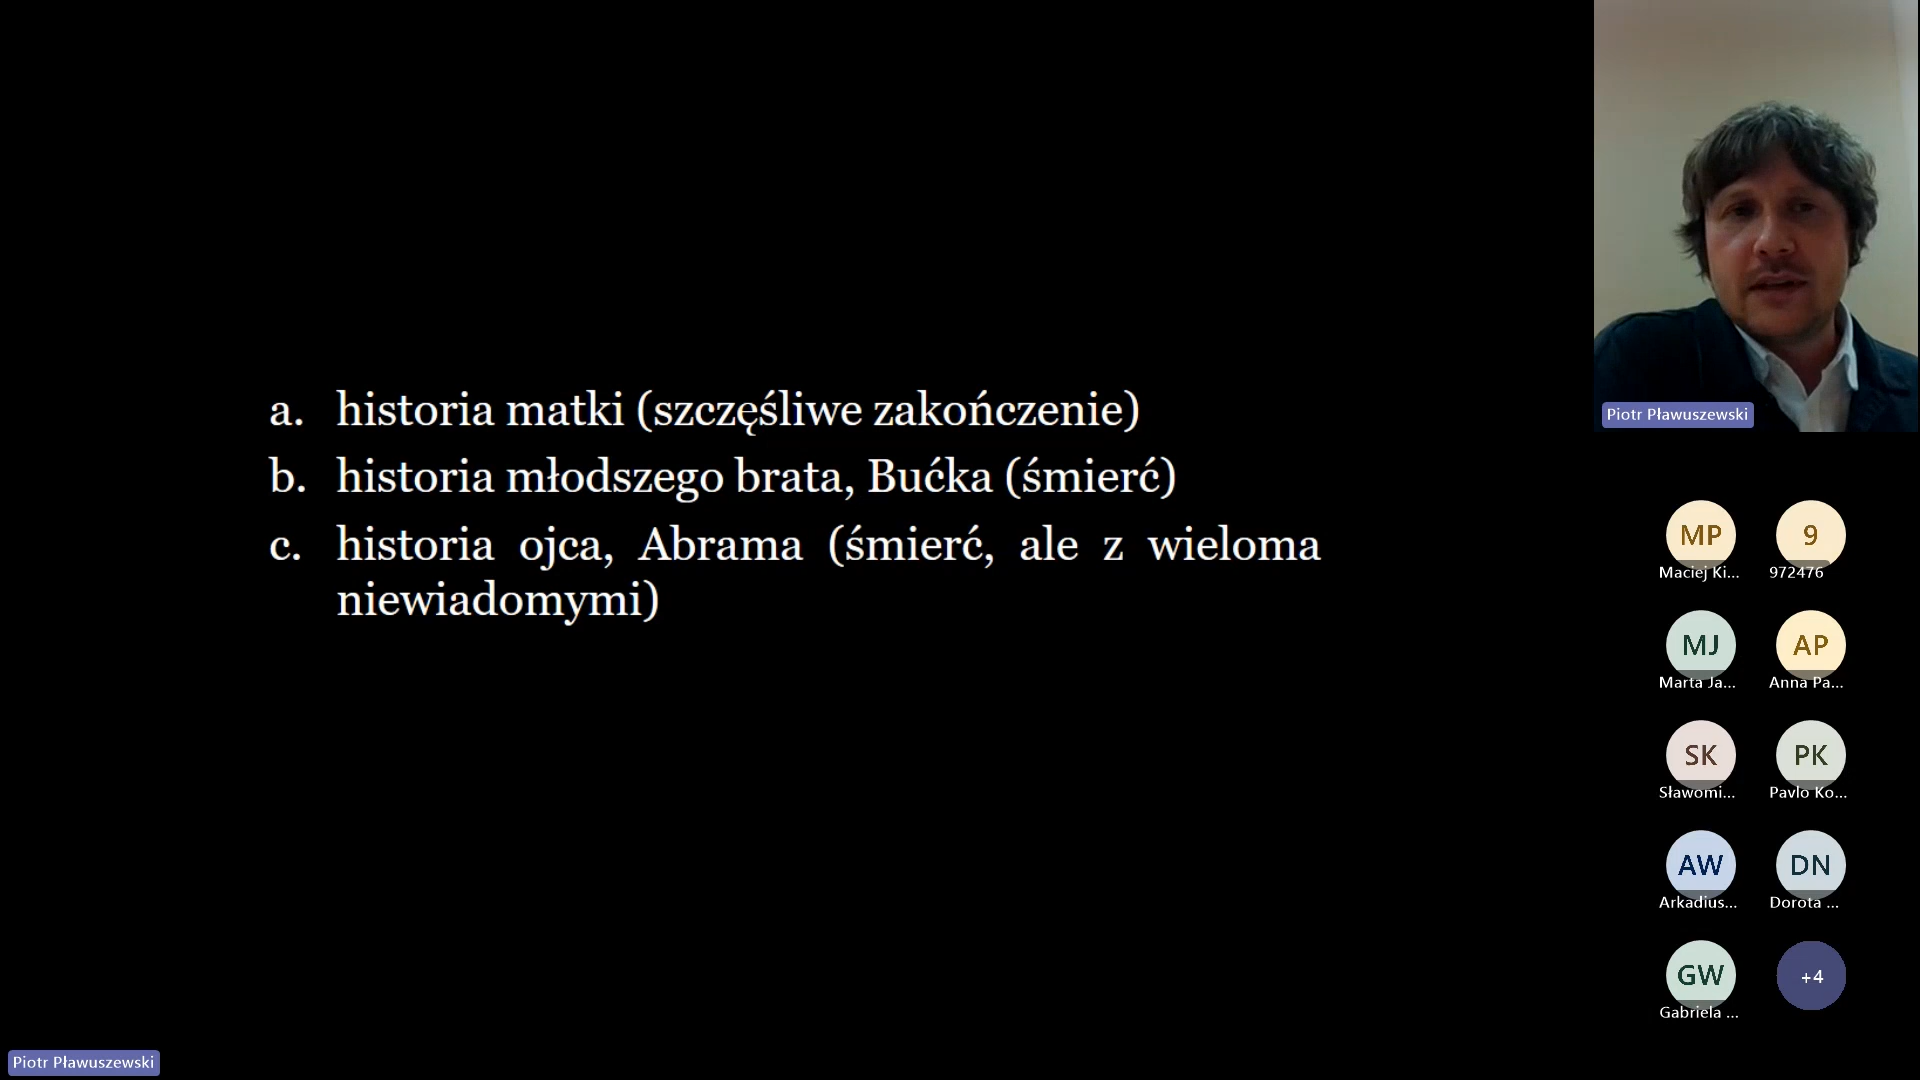 a. historia matki (szczęśliwe zakończenie)
b. historia młodszego brata, Bućka (śmierć)
c. historia ojca, Abrama (śmierć, ale z wieloma
niewiadomymi)
Piotr Pławuszewski
MP 9
Maciej Ki... 972476
MJ AP
Marta Ja... Anna Pa...
SK PK
Sławomi... Pavlo Ko...
AW DN
Arkadius... Dorota ...
GW +4
Gabriela ...
Piotr Pławuszewski